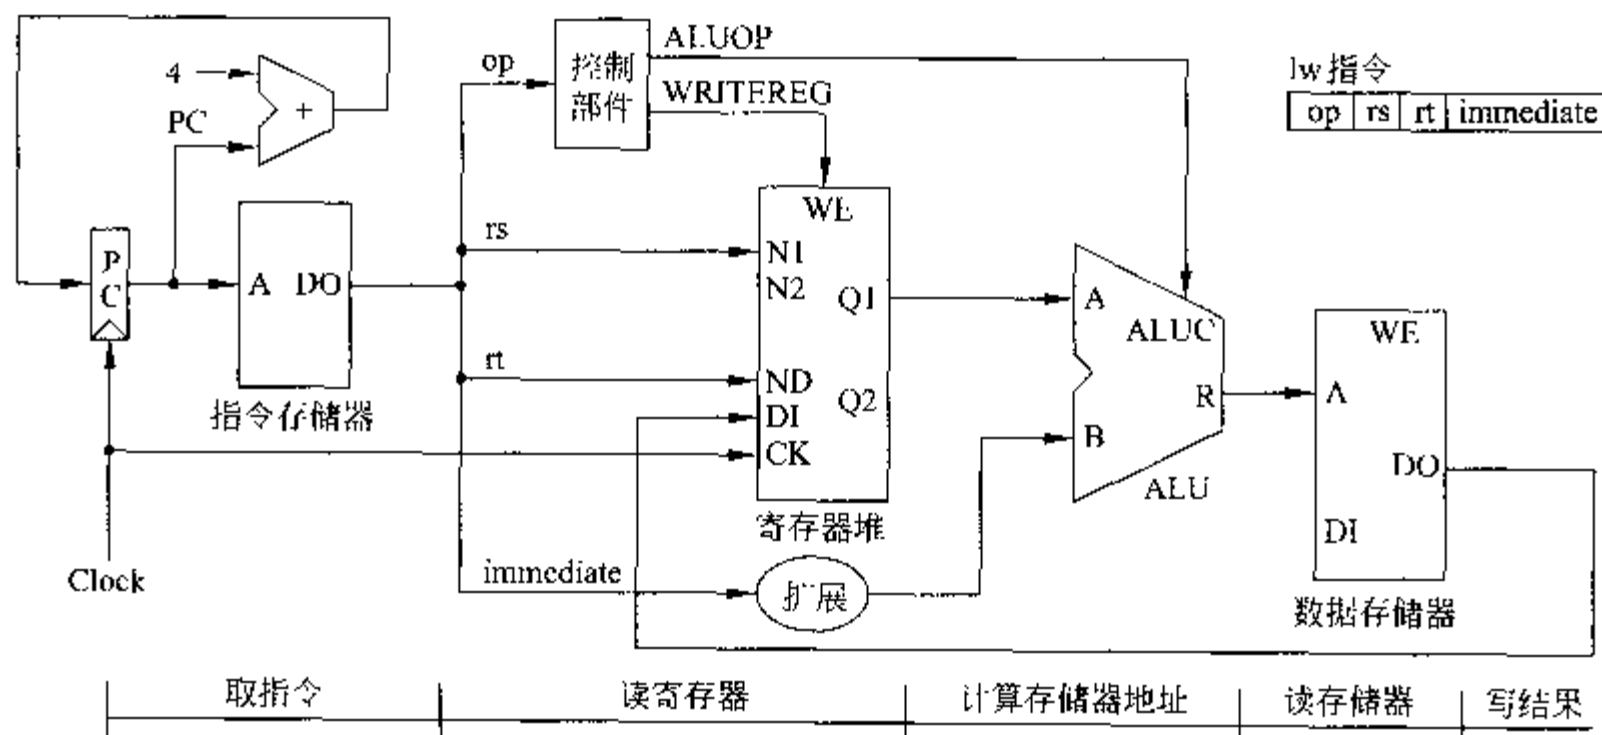 op
控制
部件
ALUOP
WRITEREG
lw 指令
op rs rt immediate
4
+
PC
P
C
A DO
指令存储器
rs
rt
immediate
WE
N1
N2
Q1
ND
Q2
DI
CK
寄存器堆
扩展
A
ALUC
R
B
ALU
WE
A
DO
DI
数据存储器
Clock
取指令 读寄存器 计算存储器地址 读存储器 写结果